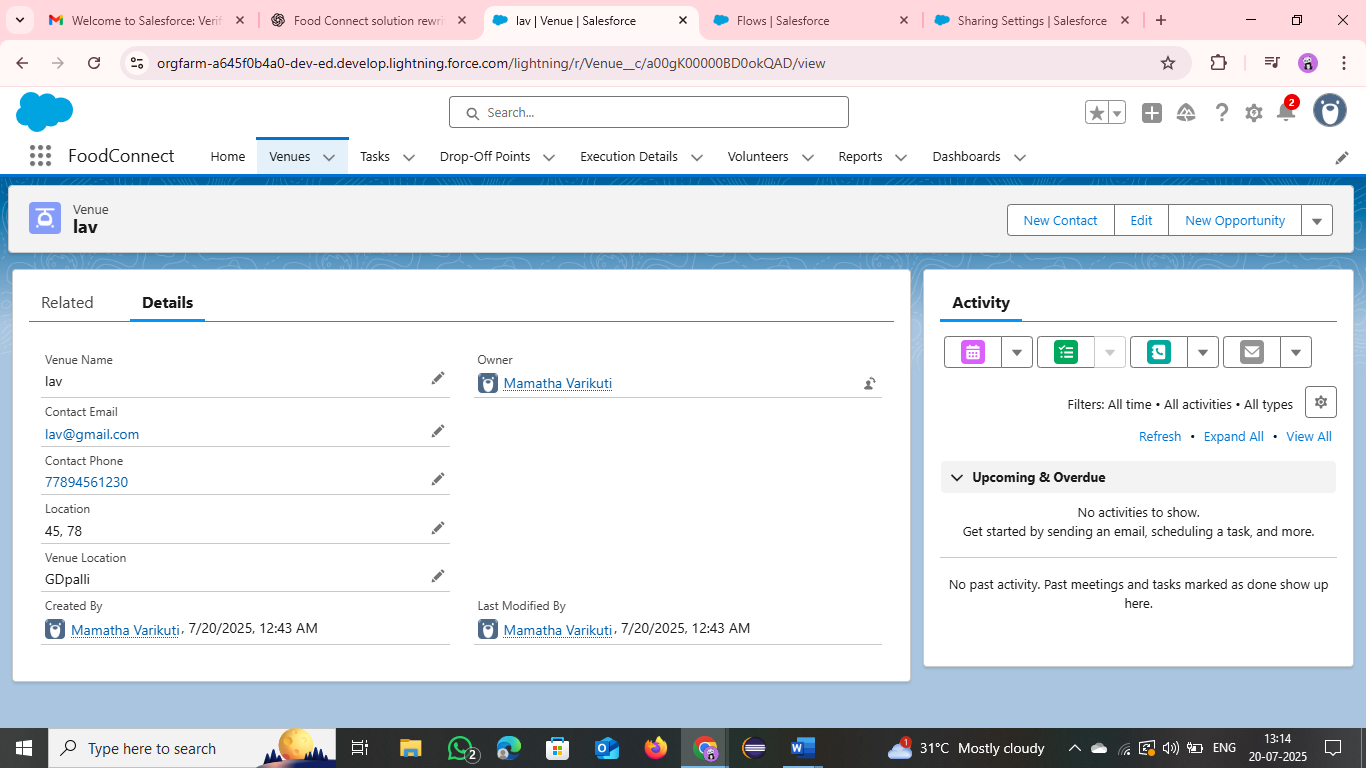 Welcome to Salesforce: Verif
Food Connect solution rewri
lav | Venue | Salesforce
Flows | Salesforce
Sharing Settings | Salesforce
orgfarm-a645f0b4a0-dev-ed.develop.lightning.force.com/lightning/r/Venue__c/a00gK00000BD0okQAD/view
Search...
2
FoodConnect
Home
Venues
Tasks
Drop-Off Points
Execution Details
Volunteers
Reports
Dashboards
Venue
lav
New Contact
Edit
New Opportunity
Related
Details
Venue Name
lav
Owner
Mamatha Varikuti
Contact Email
lav@gmail.com
Contact Phone
77894561230
Location
45, 78
Venue Location
GDpalli
Created By
Mamatha Varikuti, 7/20/2025, 12:43 AM
Last Modified By
Mamatha Varikuti, 7/20/2025, 12:43 AM
Activity
Filters: All time • All activities • All types
Refresh • Expand All • View All
Upcoming & Overdue
No activities to show.
Get started by sending an email, scheduling a task, and more.
No past activity. Past meetings and tasks marked as done show up
here.
Type here to search
2
1
31°C Mostly cloudy
ENG
13:14
20-07-2025